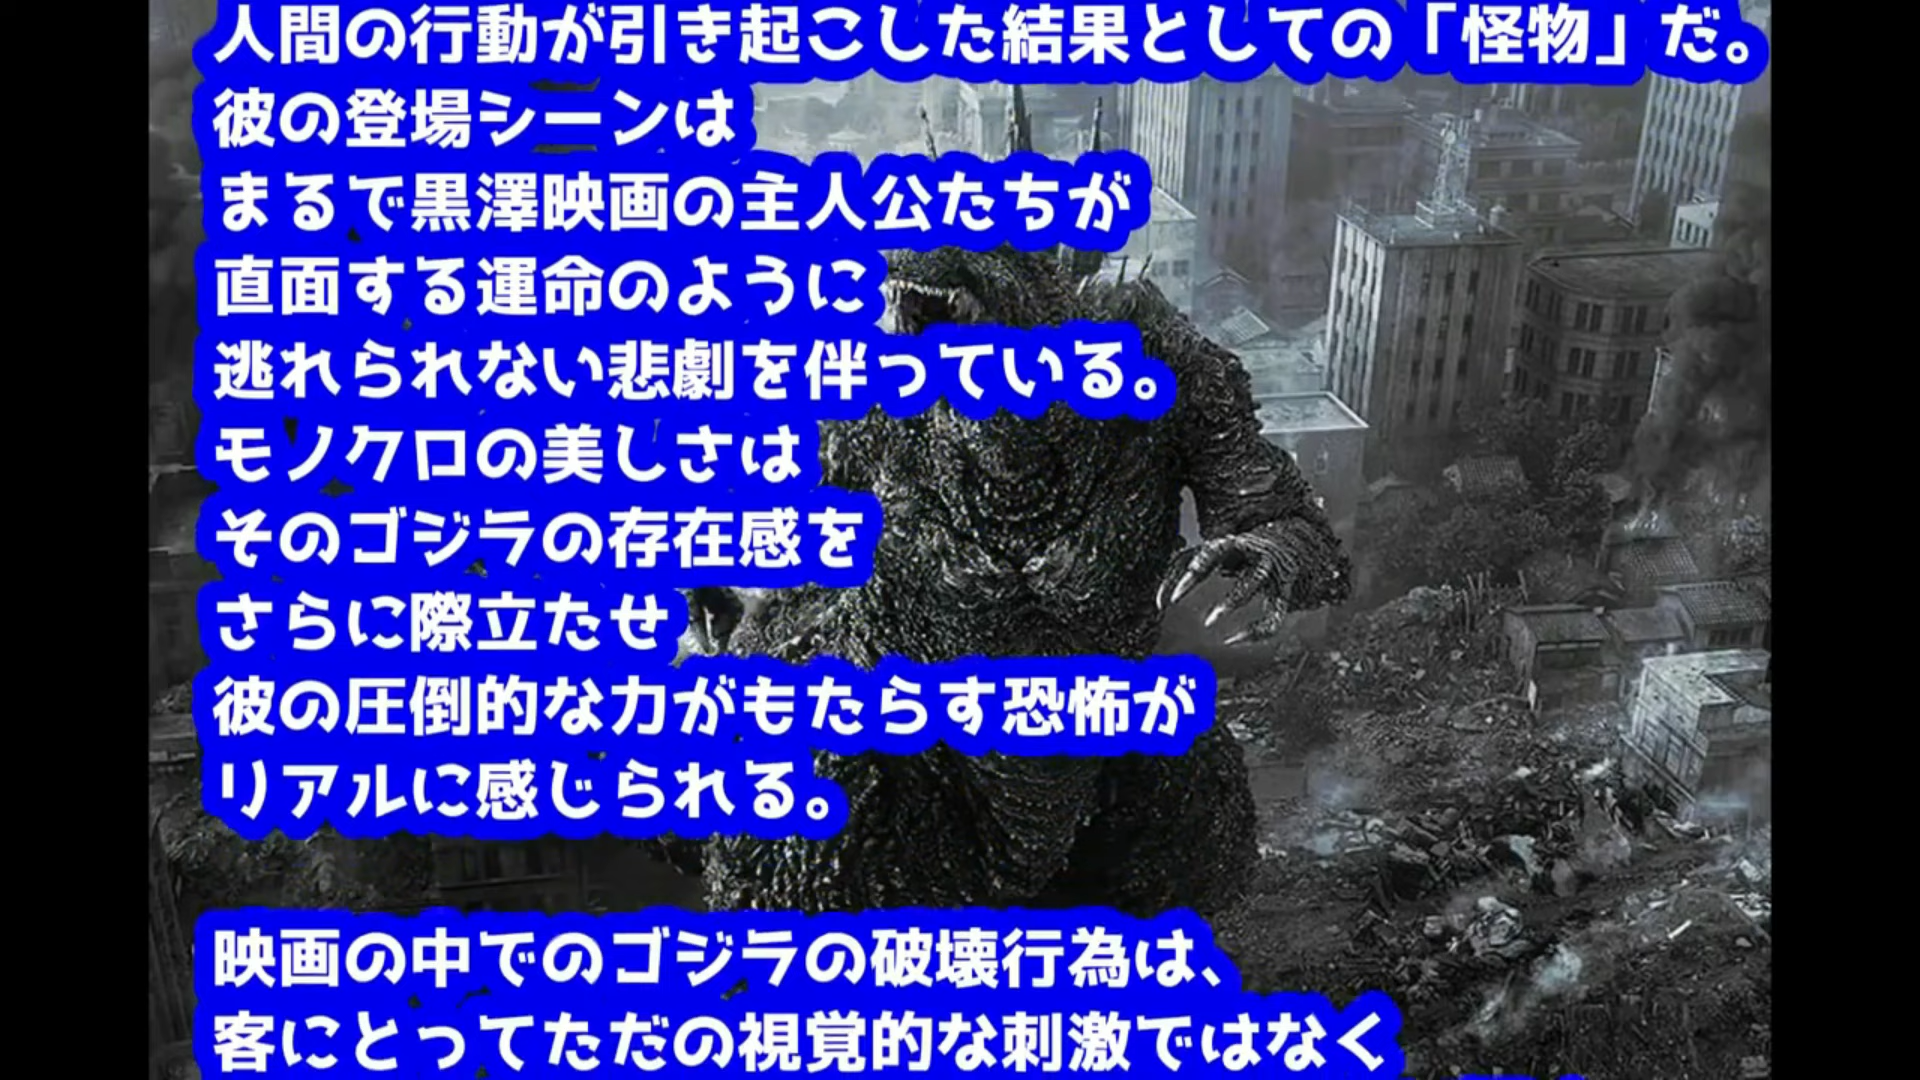 人間の行動が引き起こした結果としての「怪物」だ。
彼の登場シーンは
まるで黒澤映画の主人公たちが
直面する運命のように
逃れられない悲劇を伴っている。
モノクロの美しさは
そのゴジラの存在感を
さらに際立たせ
彼の圧倒的な力がもたらす恐怖が
リアルに感じられる。
映画の中でのゴジラの破壊行為は、
客にとってただの視覚的な刺激ではなく